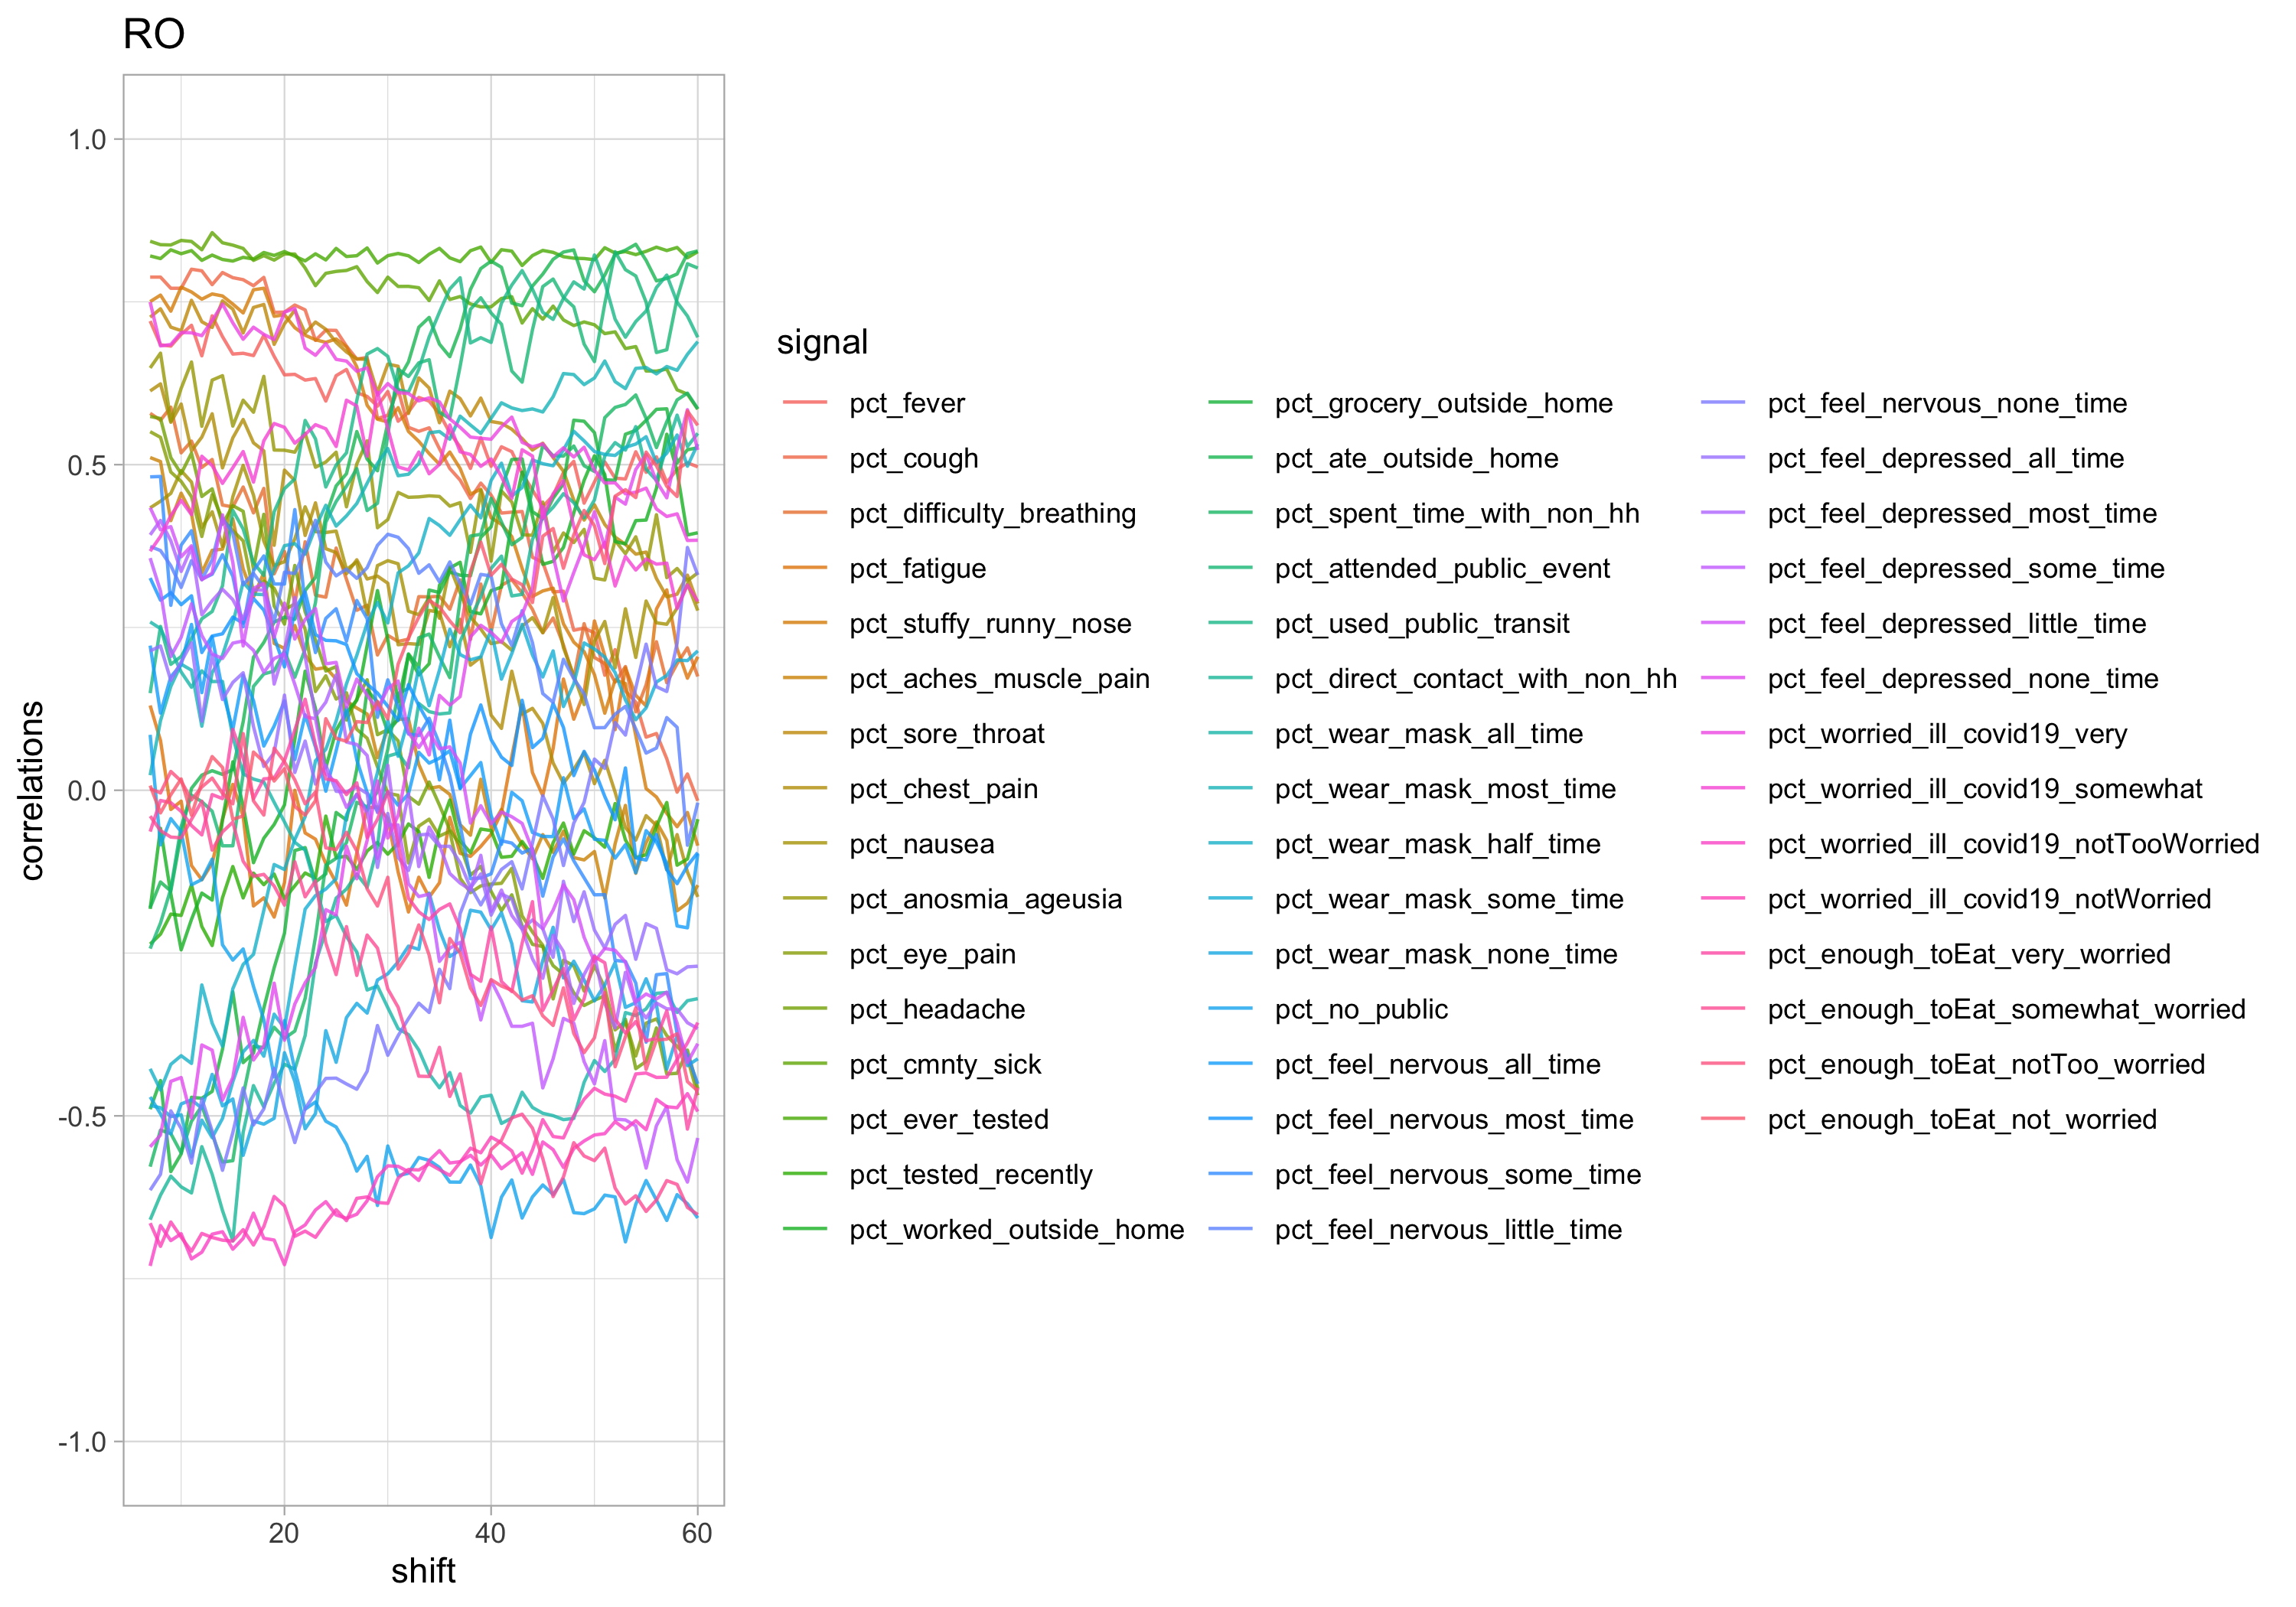 RO
1.0
0.5
0.0
-0.5
-1.0
correlations
20
40
60
shift
signal
pct_fever
pct_cough
pct_difficulty_breathing
pct_fatigue
pct_stuffy_runny_nose
pct_aches_muscle_pain
pct_sore_throat
pct_chest_pain
pct_nausea
pct_anosmia_ageusia
pct_eye_pain
pct_headache
pct_cmnty_sick
pct_ever_tested
pct_tested_recently
pct_worked_outside_home
pct_grocery_outside_home
pct_ate_outside_home
pct_spent_time_with_non_hh
pct_attended_public_event
pct_used_public_transit
pct_direct_contact_with_non_hh
pct_wear_mask_all_time
pct_wear_mask_most_time
pct_wear_mask_half_time
pct_wear_mask_some_time
pct_wear_mask_none_time
pct_no_public
pct_feel_nervous_all_time
pct_feel_nervous_most_time
pct_feel_nervous_some_time
pct_feel_nervous_little_time
pct_feel_nervous_none_time
pct_feel_depressed_all_time
pct_feel_depressed_most_time
pct_feel_depressed_some_time
pct_feel_depressed_little_time
pct_feel_depressed_none_time
pct_worried_ill_covid19_very
pct_worried_ill_covid19_somewhat
pct_worried_ill_covid19_notTooWorried
pct_worried_ill_covid19_notWorried
pct_enough_toEat_very_worried
pct_enough_toEat_somewhat_worried
pct_enough_toEat_notToo_worried
pct_enough_toEat_not_worried